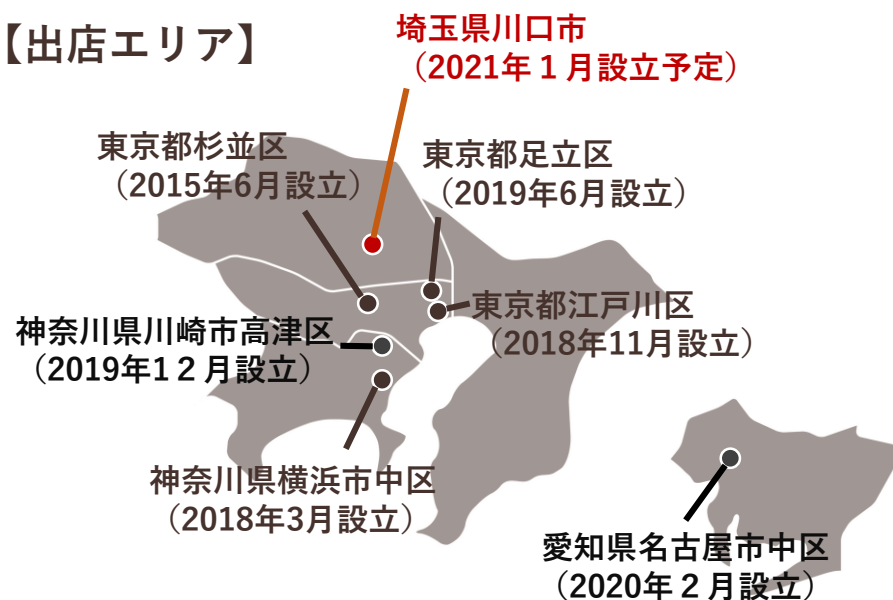 【出店エリア】
埼玉県川口市
（2021年１月設立予定）
東京都杉並区
（2015年6月設立）
東京都足立区
（2019年6月設立）
東京都江戸川区
（2018年11月設立）
神奈川県川崎市高津区
（2019年1２月設立）
神奈川県横浜市中区
（2018年3月設立）
愛知県名古屋市中区
（2020年２月設立）